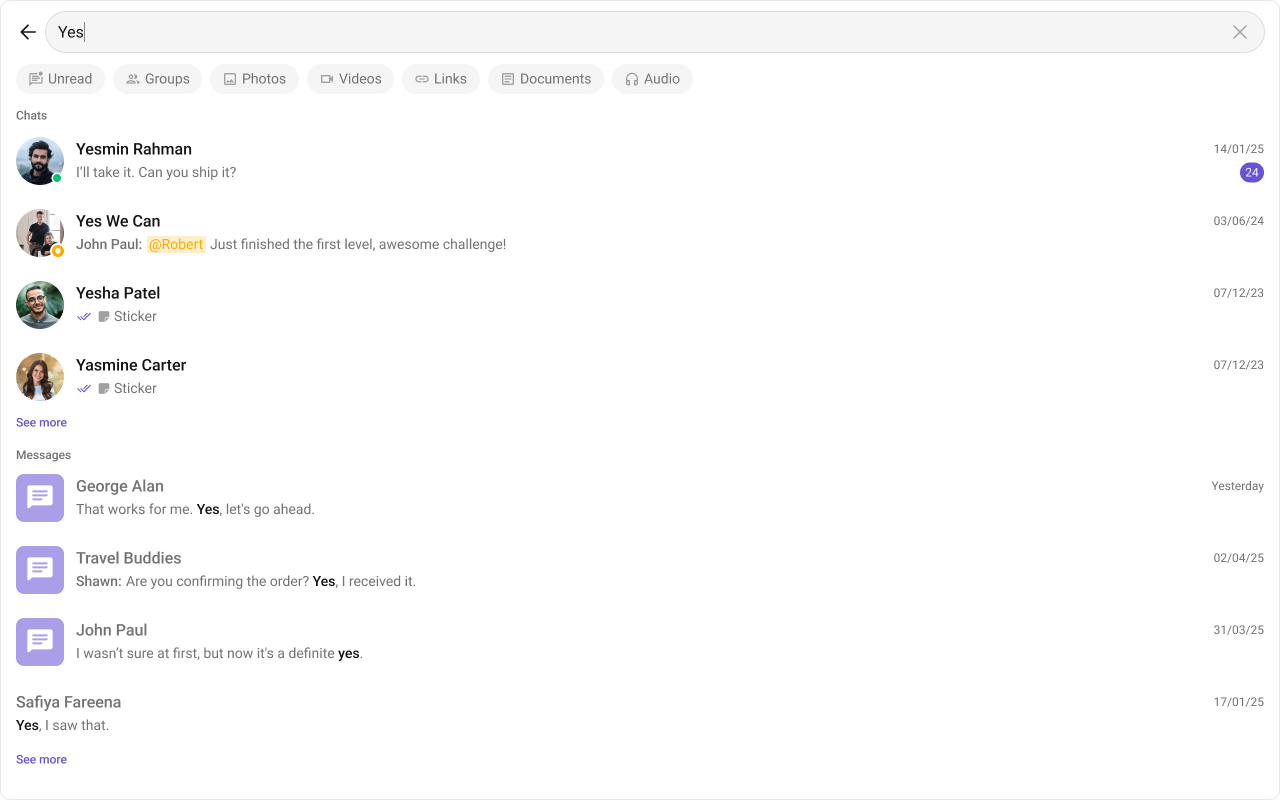 Yes
Unread Groups Photos Videos Links Documents Audio
Chats
Yesmin Rahman 14/01/25
I’ll take it. Can you ship it? 24
Yes We Can 03/06/24
John Paul: @Robert Just finished the first level, awesome challenge!
Yesha Patel 07/12/23
Sticker
Yasmine Carter 07/12/23
Sticker
See more
Messages
George Alan Yesterday
That works for me. Yes, let's go ahead.
Travel Buddies 02/04/25
Shawn: Are you confirming the order? Yes, I received it.
John Paul 31/03/25
I wasn’t sure at first, but now it's a definite yes.
Safiya Fareena 17/01/25
Yes, I saw that.
See more